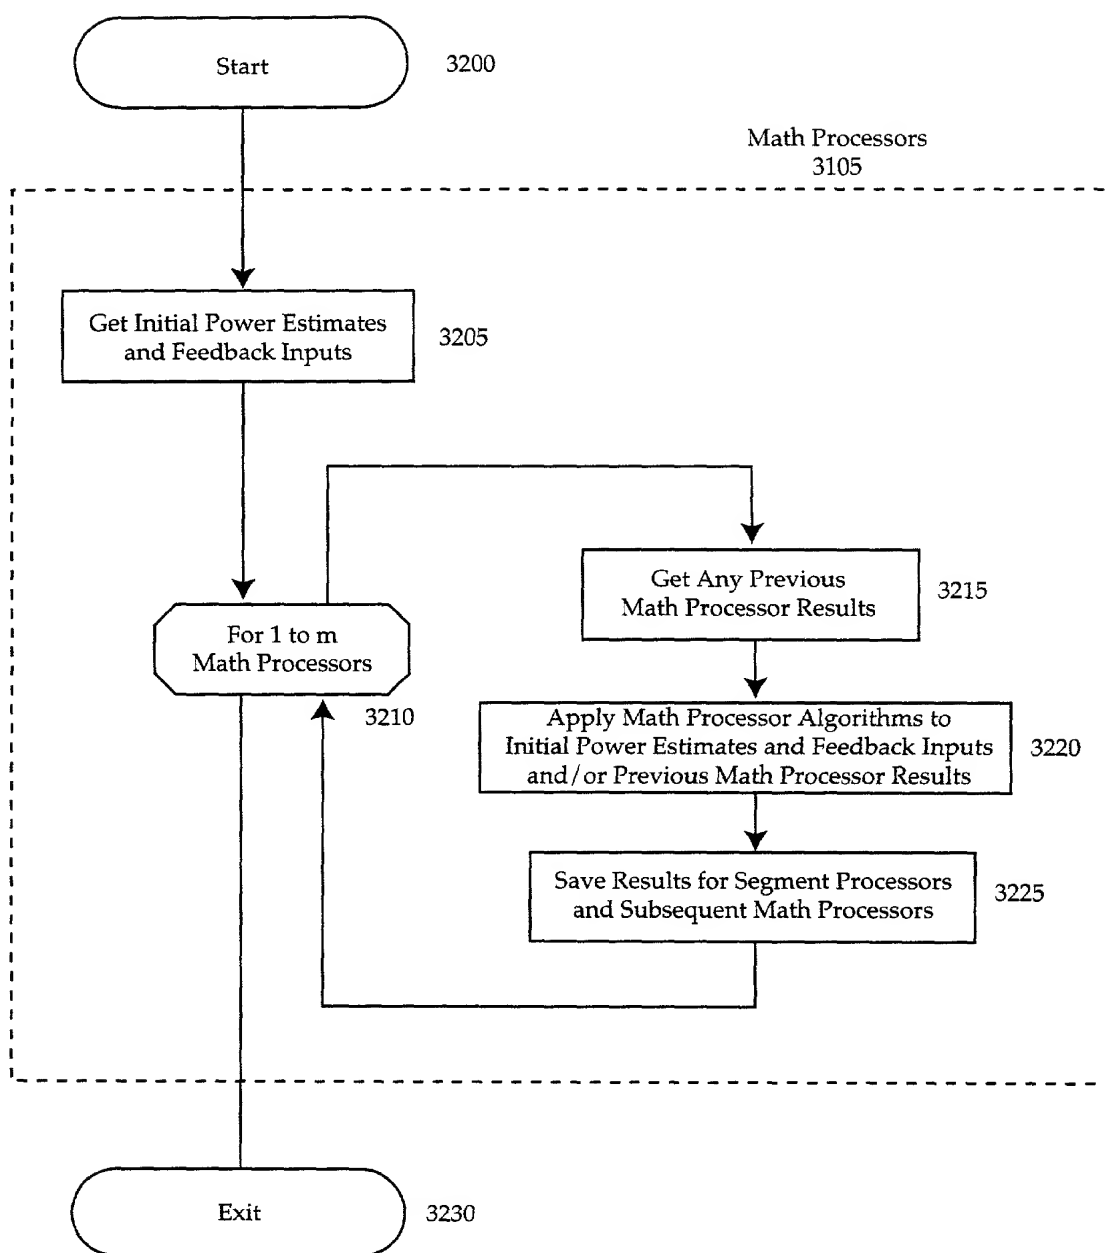 Start
3200
Math Processors
3105
Get Initial Power Estimates
and Feedback Inputs
3205
For 1 to m
Math Processors
3210
Get Any Previous
Math Processor Results
3215
Apply Math Processor Algorithms to
Initial Power Estimates and Feedback Inputs
and/or Previous Math Processor Results
3220
Save Results for Segment Processors
and Subsequent Math Processors
3225
Exit
3230